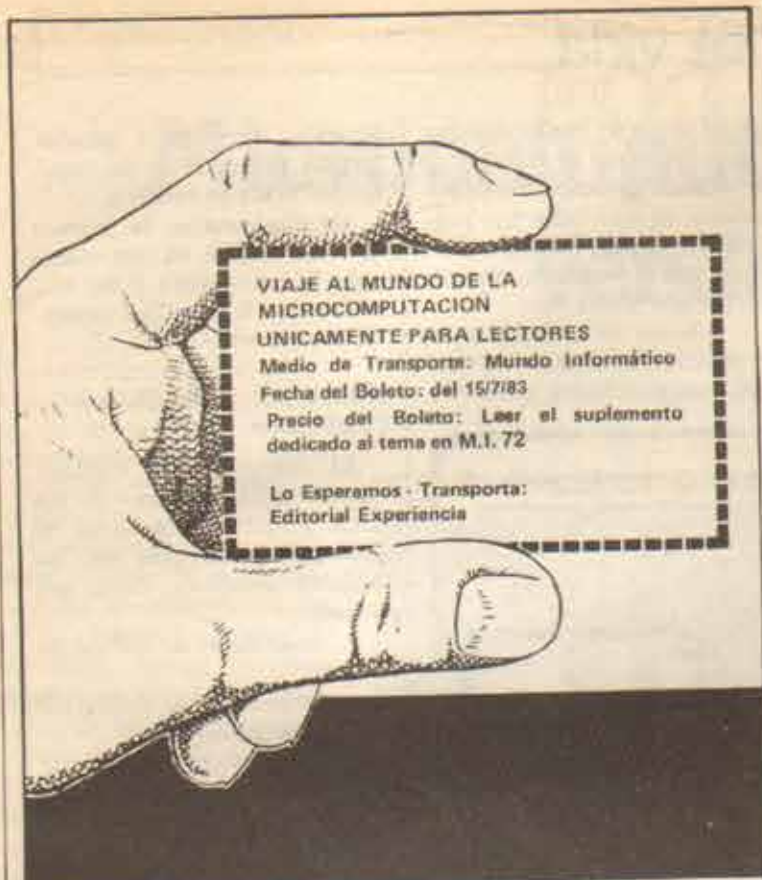 VIAJE AL MUNDO DE LA
MICROCOMPUTACION
UNICAMENTE PARA LECTORES
Medio de Transporte: Mundo Informático
Fecha del Boleto: del 15/7/83
Precio del Boleto: Leer el suplemento
dedicado al tema en M.I. 72
Lo Esperamos - Transporta:
Editorial Experiencia